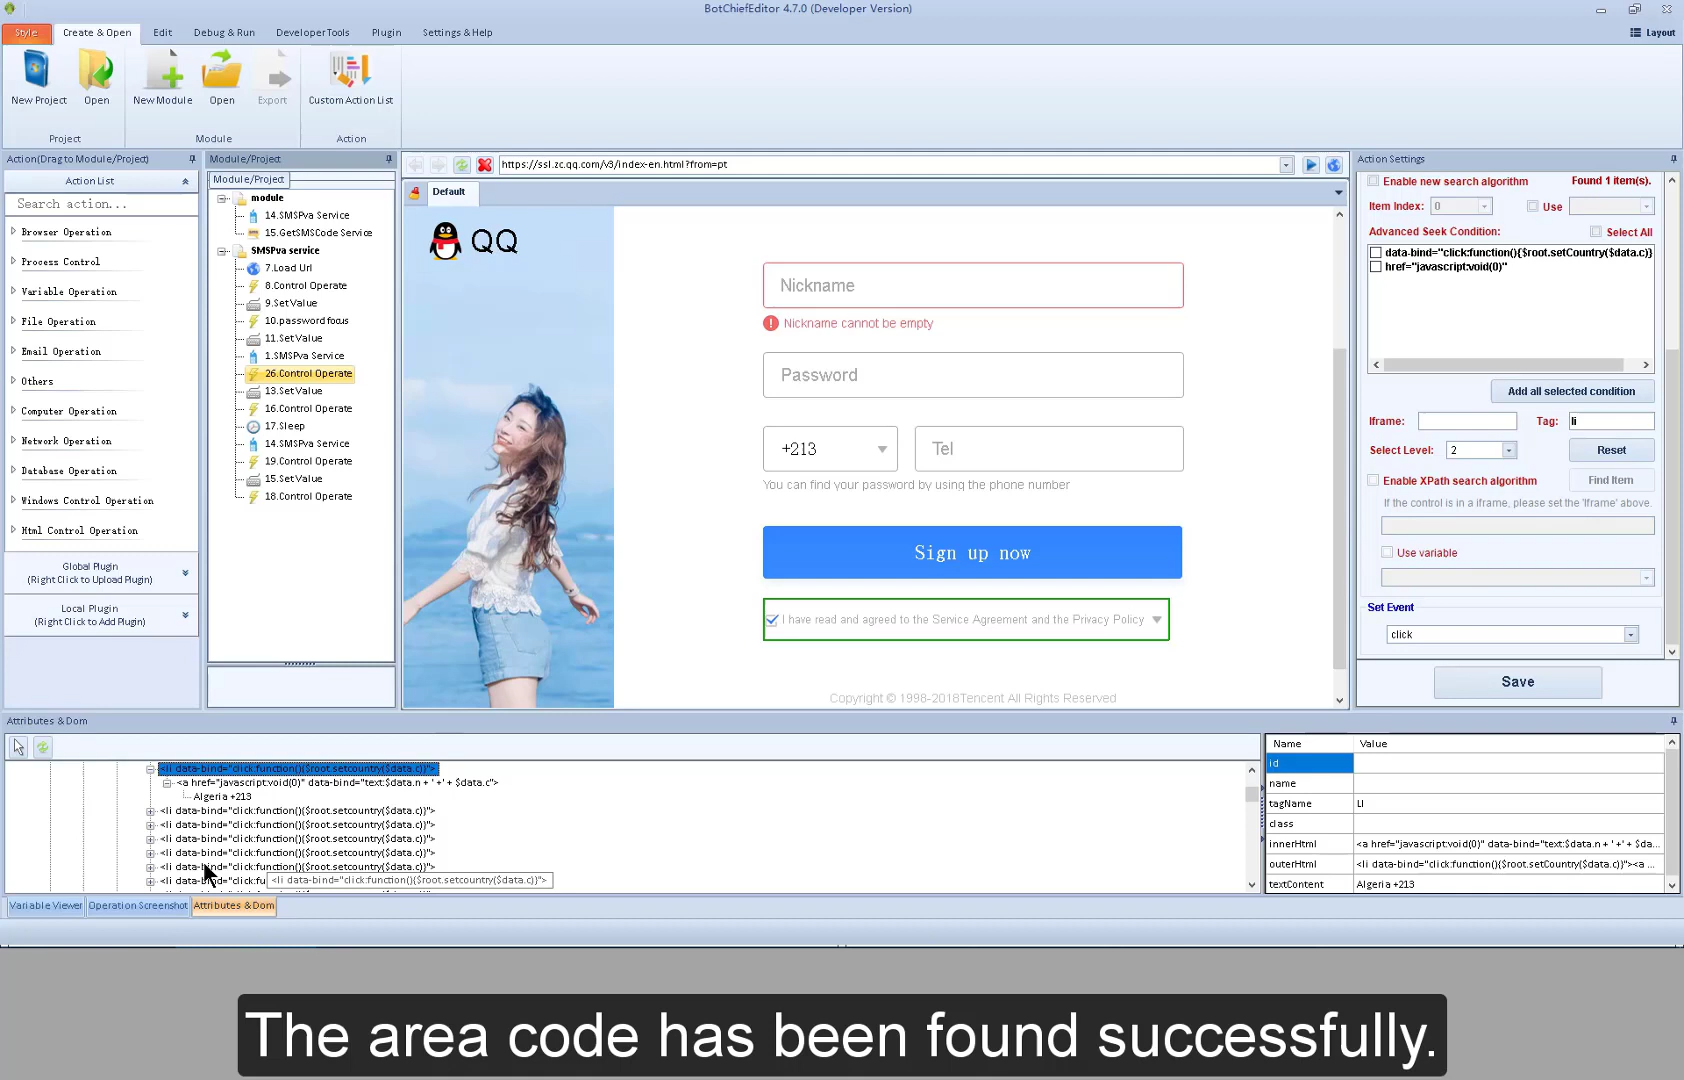 BotChiefEditor 4.7.0 (Developer Version)
Style
Create & Open
Edit
Debug & Run
DeveloperTools
Plugin
Settings & Help
Layout
New Project
Open
New Module
Open
Export
Custom Action List
Project
Module
Action
Action(Drag to Module/Project)
Action List
Search action...
Browser Operation
Process Control
Variable Operation
File Operation
Email Operation
Others
Computer Operation
Network Operation
Database Operation
Windows Control Operation
Html Control Operation
Global Plugin
(Right Click to Upload Plugin)
Local Plugin
(Right Click to Add Plugin)
Module/Project
Module/Project
module
14.SMSPva Service
15.GetSMSCode Service
SMSPva service
7.Load Url
8.Control Operate
9.SetValue
10.password focus
11.SetValue
1.SMSPva Service
26.Control Operate
13.SetValue
16.Control Operate
17.Sleep
14.SMSPva Service
19.Control Operate
15.SetValue
18.Control Operate
https://ssl.zc.qq.com/v3/index-en.html?from=pt
Default
QQ
Nickname
Nickname cannot be empty
Password
+213
Tel
You can find your password by using the phone number
Sign up now
I have read and agreed to the Service Agreement and the Privacy Policy
Copyright © 1998-2018Tencent All Rights Reserved
Action Settings
Enable new search algorithm
Found 1 item(s).
Item Index:
0
Use
Advanced Seek Condition:
Select All
data-bind="click:function(){$root.setCountry($data.c)}
href="javascript:void(0)"
Add all selected condition
Iframe:
Tag:
li
Select Level:
2
Reset
Enable XPath search algorithm
Find Item
If the control is in a iframe, please set the 'Iframe' above.
Use variable
Set Event
click
Save
Attributes & Dom
<li data-bind="click:function(){$root.setcountry($data.c)}">
<a href="javascript:void(0)" data-bind="text:$data.n + ' +' + $data.c">
Algeria +213
<li data-bind="click:function(){$root.setcountry($data.c)}">
<li data-bind="click:function(){$root.setcountry($data.c)}">
<li data-bind="click:function(){$root.setcountry($data.c)}">
<li data-bind="click:function(){$root.setcountry($data.c)}">
<li data-bind="click:function(){$root.setcountry($data.c)}">
<li data-bind="click:fu
<li data-bind="click:function(){$root.setcountry($data.c)}">
Name
Value
id
name
tagName
LI
class
innerHtml
<a href="javascript:void(0)" data-bind="text:$data.n + ' +' + $da...
outerHtml
<li data-bind="click:function(){$root.setCountry($data.c)}"><a ...
textContent
Algeria +213
Variable Viewer
Operation Screenshot
Attributes & Dom
The area code has been found successfully.